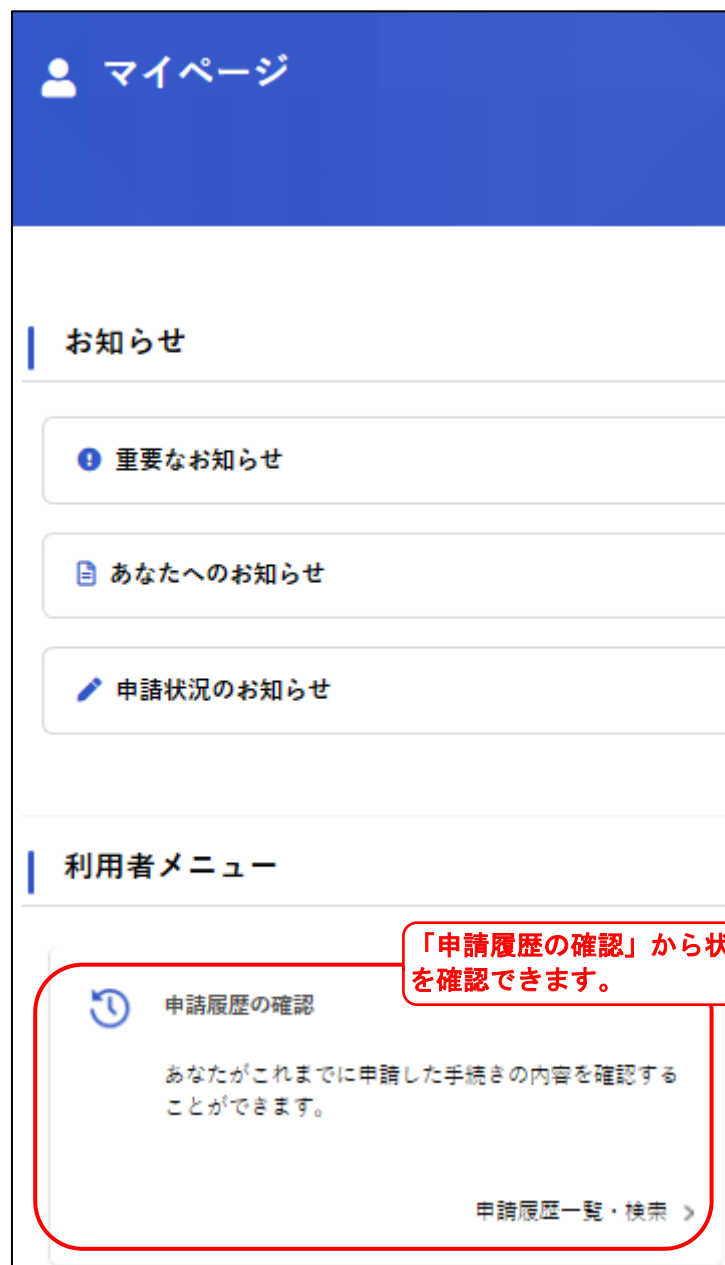 マイページ
お知らせ
重要なお知らせ
あなたへのお知らせ
申請状況のお知らせ
利用者メニュー
「申請履歴の確認」から状
を確認できます。
申請履歴の確認
あなたがこれまでに申請した手続きの内容を確認する
ことができます。
申請履歴一覧・検索